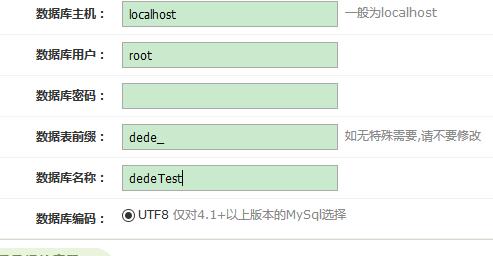 数据库主机： localhost 一般为localhost
数据库用户： root
数据库密码：
数据表前缀： dede_ 如无特殊需要,请不要修改
数据库名称： dedeTest
数据库编码： UTF8 仅对4.1+以上版本的MySql选择